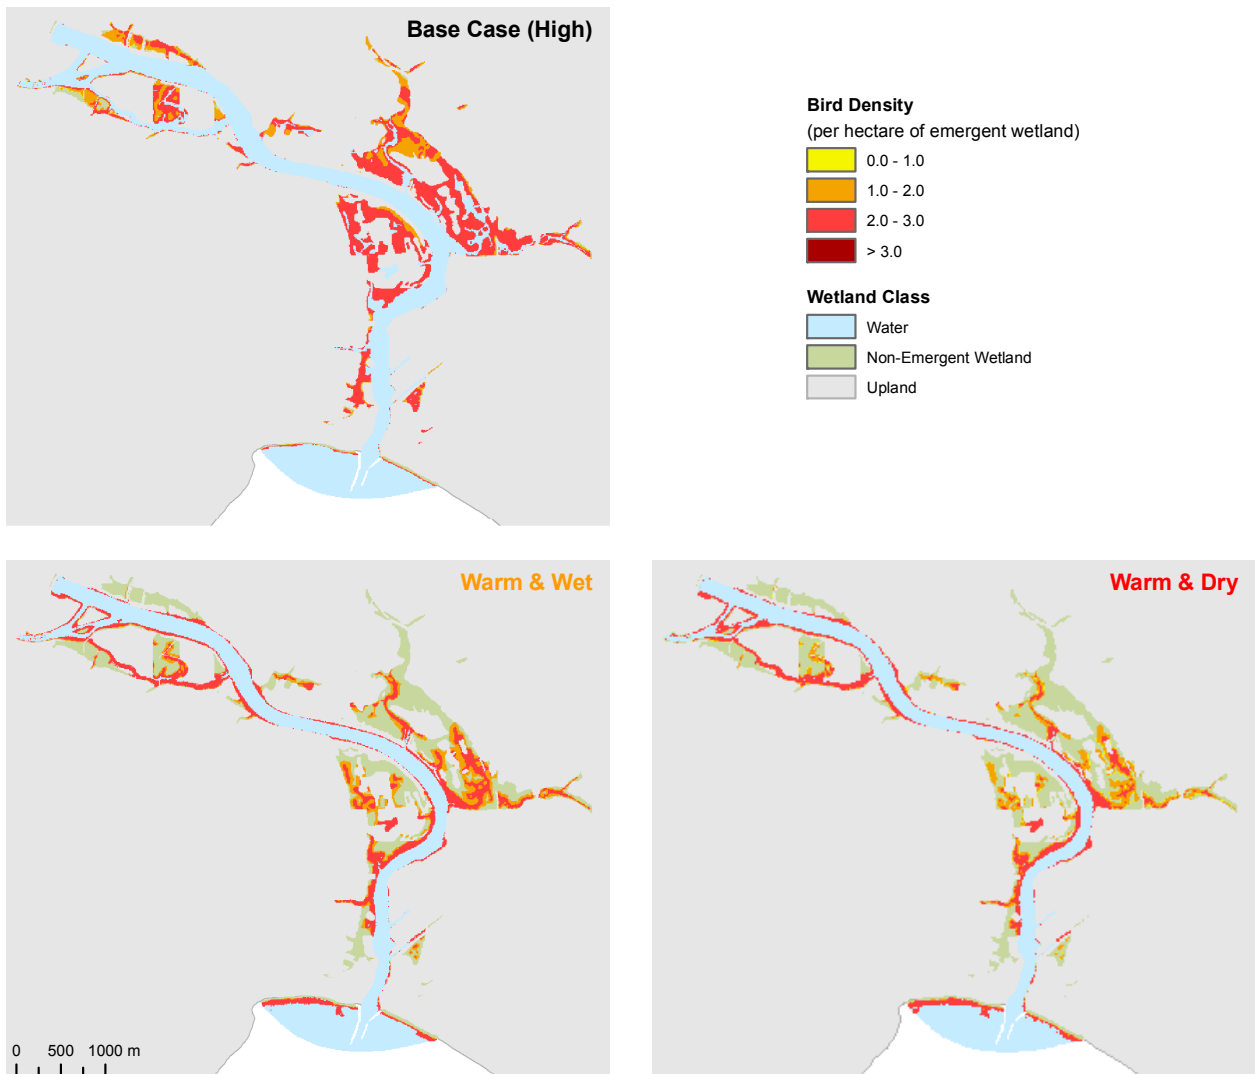 Base Case (High)
Bird Density
(per hectare of emergent wetland)
0.0 - 1.0
1.0 - 2.0
2.0 - 3.0
> 3.0
Wetland Class
Water
Non-Emergent Wetland
Upland
Warm & Wet
Warm & Dry
0 500 1000 m